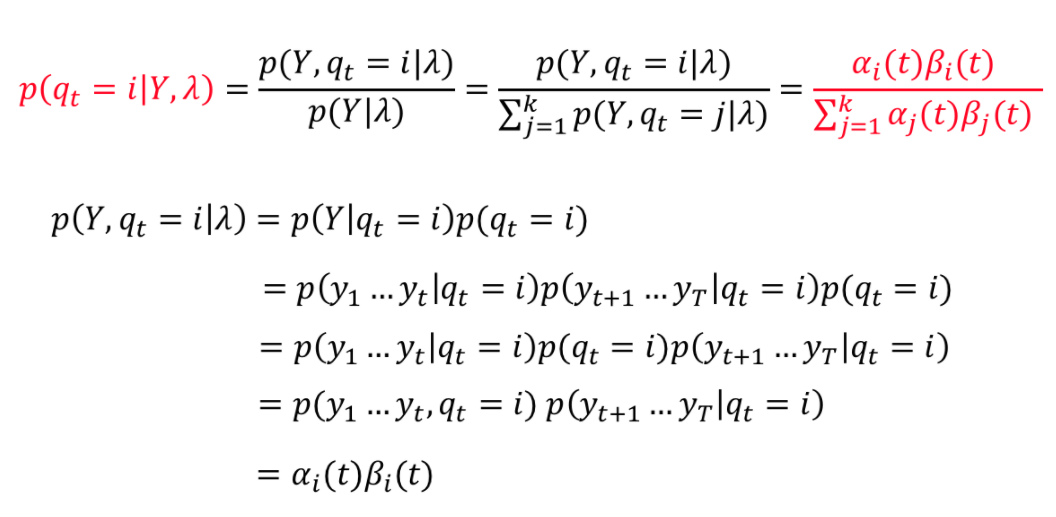 p(q_t = i|Y, λ) = p(Y, q_t = i|λ) / p(Y|λ) = p(Y, q_t = i|λ) / ∑_{j=1}^{k} p(Y, q_t = j|λ) = α_i(t)β_i(t) / ∑_{j=1}^{k} α_j(t)β_j(t)
p(Y, q_t = i|λ) = p(Y|q_t = i)p(q_t = i)
= p(y_1 … y_t|q_t = i)p(y_{t+1} … y_T|q_t = i)p(q_t = i)
= p(y_1 … y_t|q_t = i)p(q_t = i)p(y_{t+1} … y_T|q_t = i)
= p(y_1 … y_t, q_t = i) p(y_{t+1} … y_T|q_t = i)
= α_i(t)β_i(t)